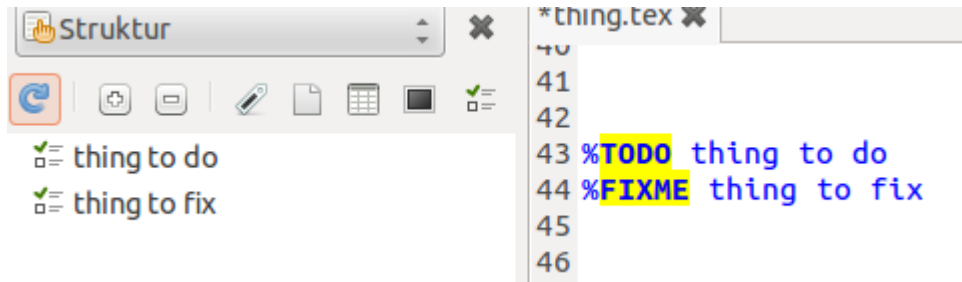 Struktur
thing to do
thing to fix
*thing.tex
40
41
42
43 %TODO thing to do
44 %FIXME thing to fix
45
46